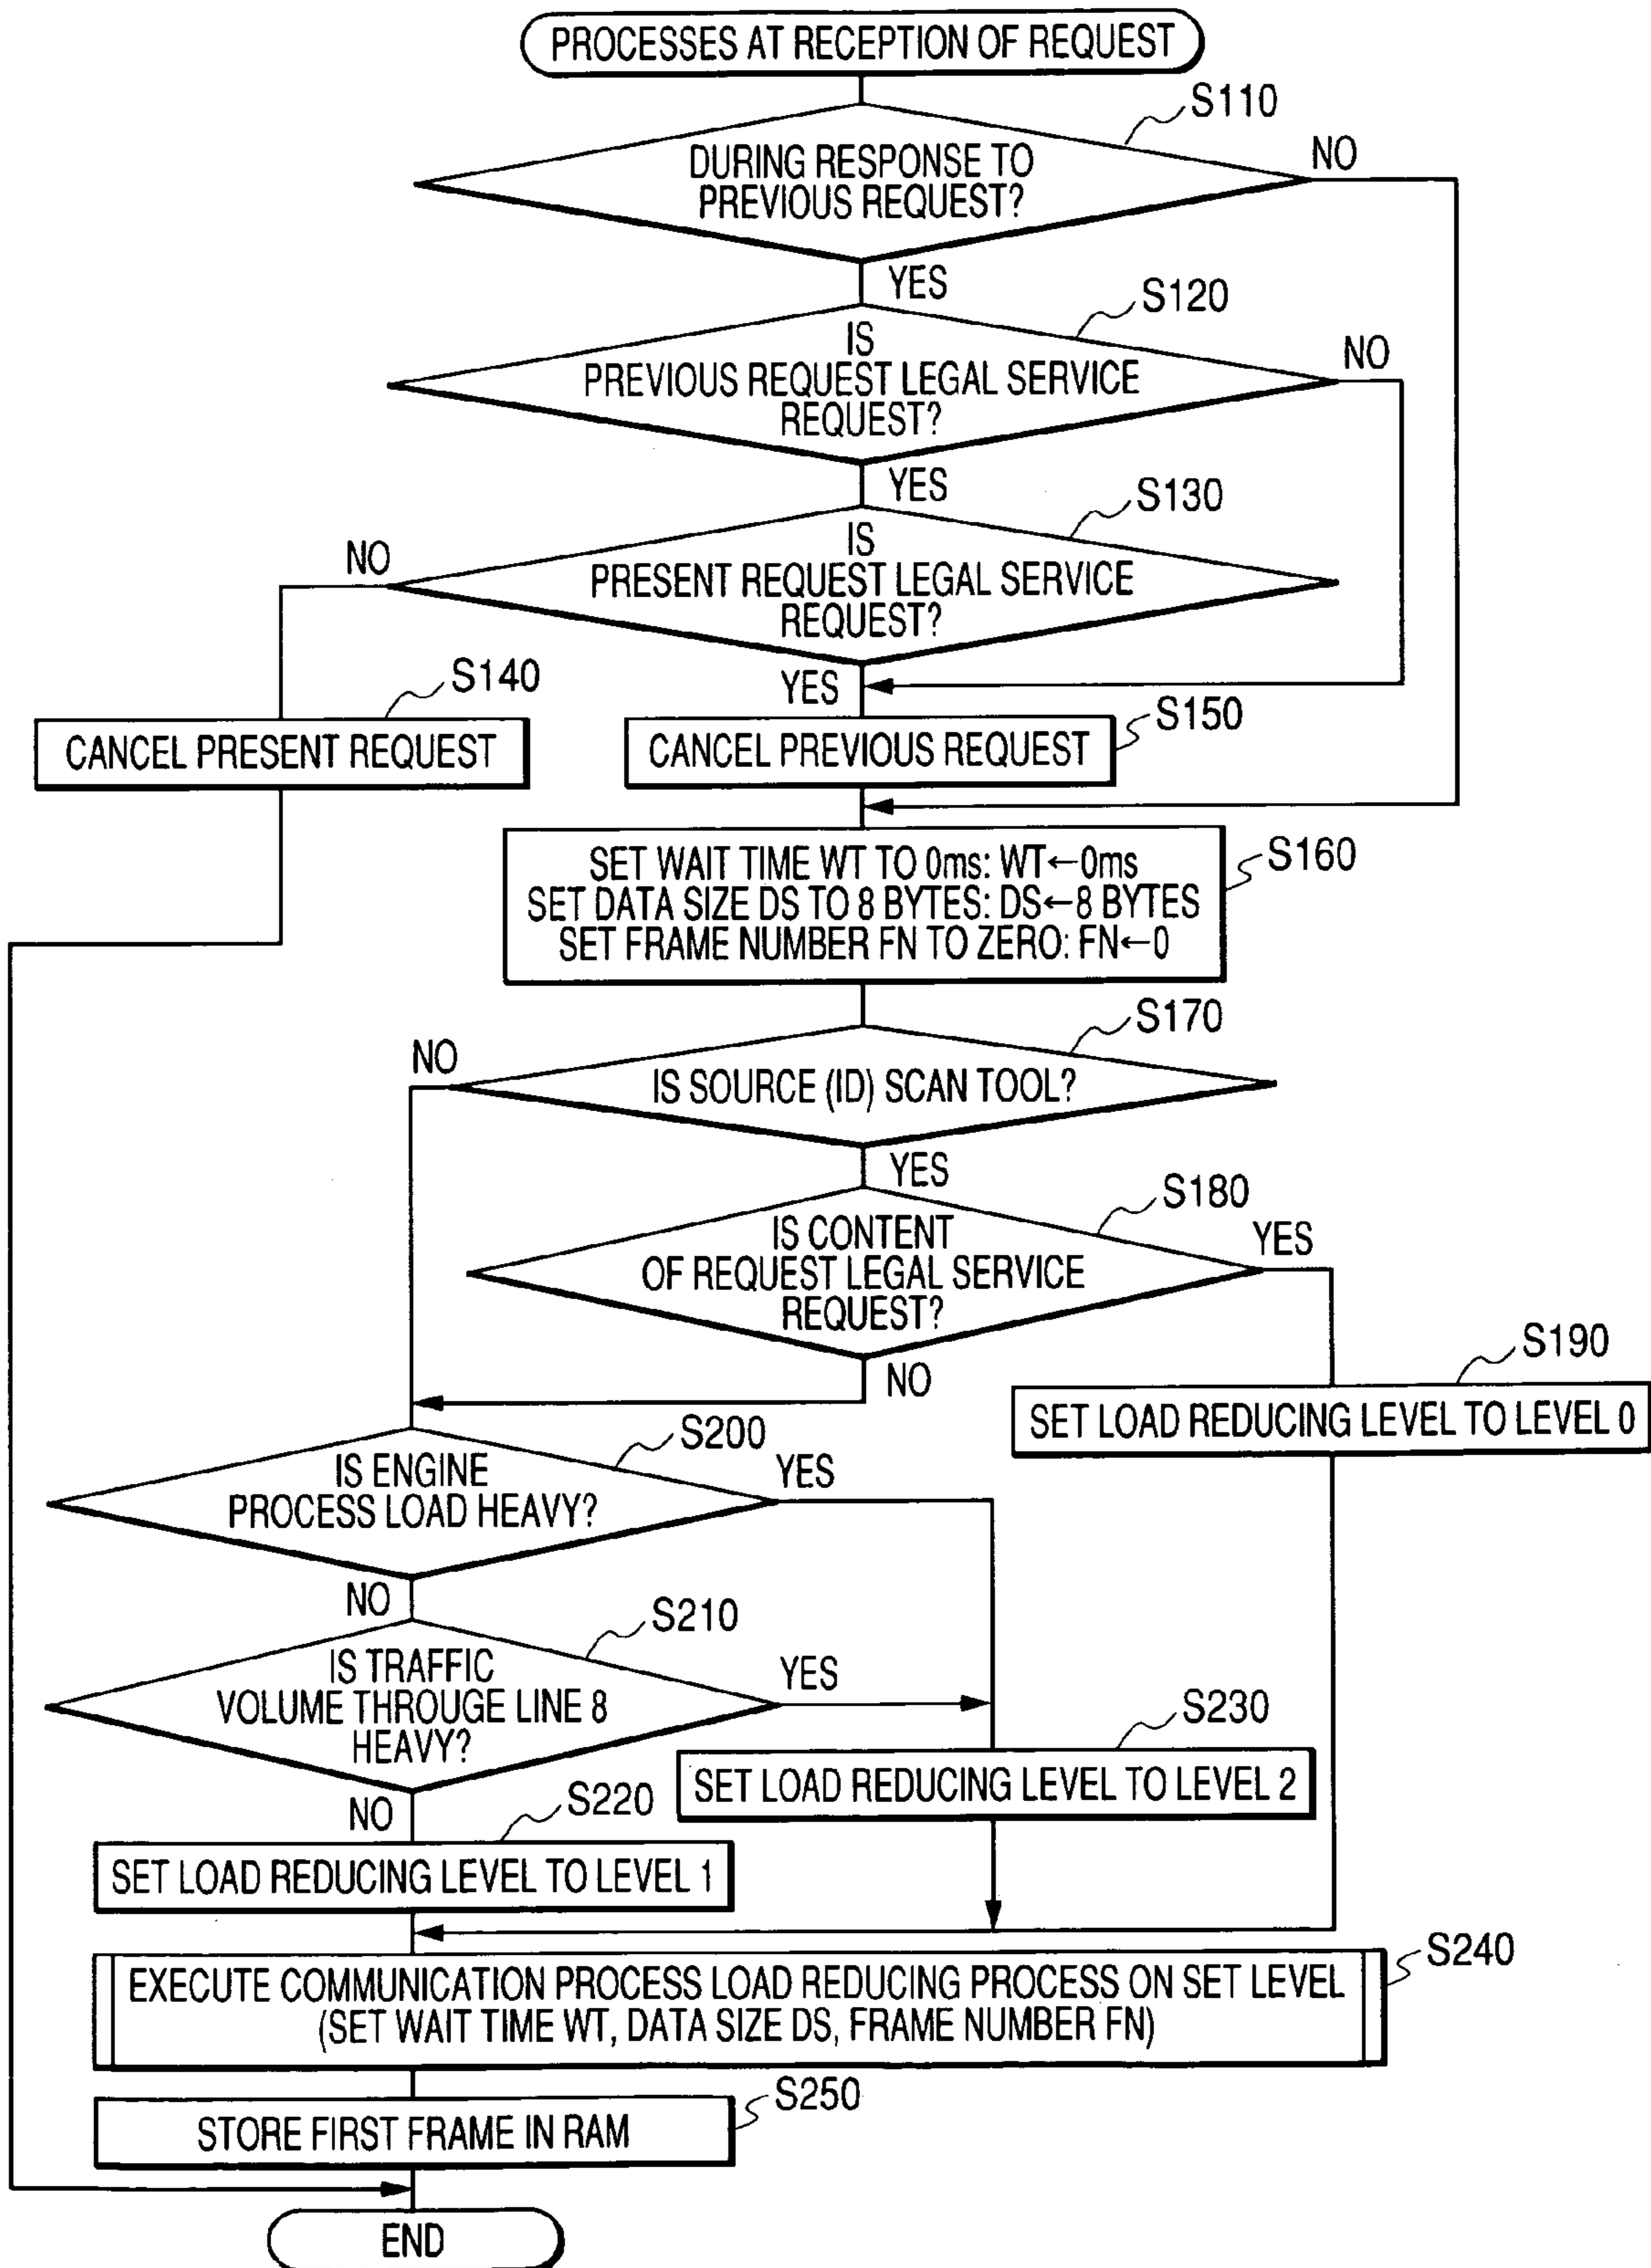 PROCESSES AT RECEPTION OF REQUEST
S110
DURING RESPONSE TO
PREVIOUS REQUEST?
NO
YES
S120
IS
PREVIOUS REQUEST LEGAL SERVICE
REQUEST?
NO
YES
S130
IS
PRESENT REQUEST LEGAL SERVICE
REQUEST?
NO
YES
S140
CANCEL PRESENT REQUEST
S150
CANCEL PREVIOUS REQUEST
S160
SET WAIT TIME WT TO 0ms: WT←0ms
SET DATA SIZE DS TO 8 BYTES: DS←8 BYTES
SET FRAME NUMBER FN TO ZERO: FN←0
S170
NO
IS SOURCE (ID) SCAN TOOL?
YES
S180
IS CONTENT
OF REQUEST LEGAL SERVICE
REQUEST?
YES
NO
S190
SET LOAD REDUCING LEVEL TO LEVEL 0
S200
IS ENGINE
PROCESS LOAD HEAVY?
YES
NO
S210
IS TRAFFIC
VOLUME THROUGE LINE 8
HEAVY?
YES
NO
S230
SET LOAD REDUCING LEVEL TO LEVEL 2
S220
SET LOAD REDUCING LEVEL TO LEVEL 1
S240
EXECUTE COMMUNICATION PROCESS LOAD REDUCING PROCESS ON SET LEVEL
(SET WAIT TIME WT, DATA SIZE DS, FRAME NUMBER FN)
S250
STORE FIRST FRAME IN RAM
END